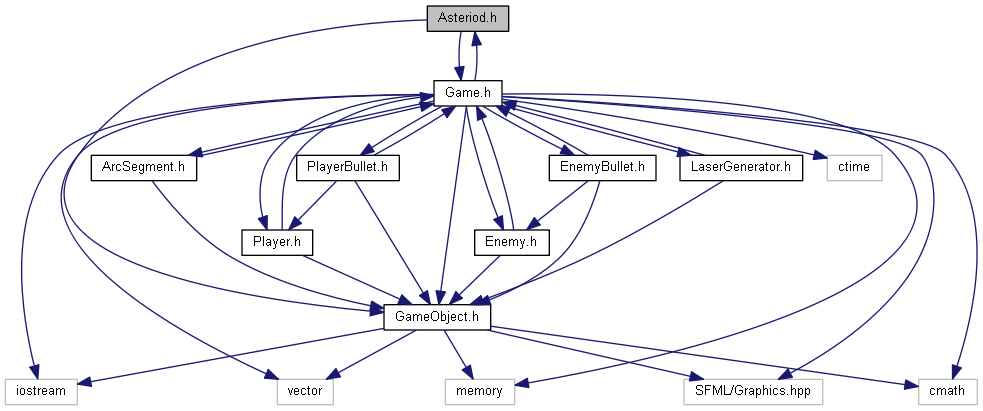 Asteriod.h
Game.h
ArcSegment.h
PlayerBullet.h
EnemyBullet.h
LaserGenerator.h
ctime
Player.h
Enemy.h
GameObject.h
iostream
vector
memory
SFML/Graphics.hpp
cmath